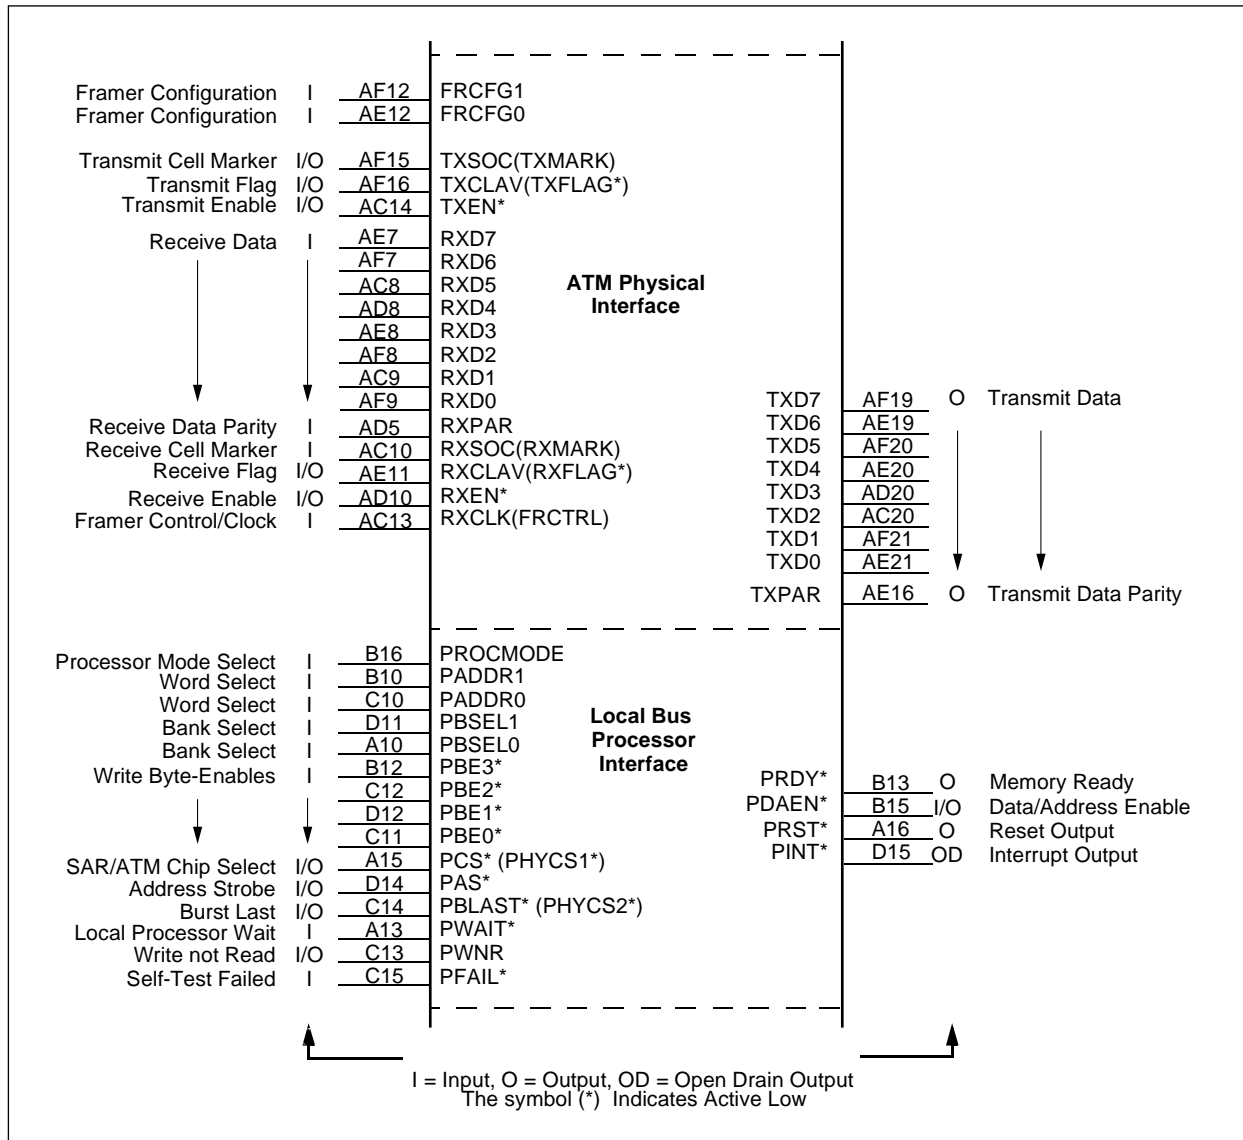 Framer Configuration I AF12 FRCFG1
Framer Configuration I AE12 FRCFG0
Transmit Cell Marker I/O AF15 TXSOC(TXMARK)
Transmit Flag I/O AF16 TXCLAV(TXFLAG*)
Transmit Enable I/O AC14 TXEN*
Receive Data I AE7 RXD7
AF7 RXD6
AC8 RXD5
AD8 RXD4
AE8 RXD3
AF8 RXD2
AC9 RXD1
AF9 RXD0
Receive Data Parity I AD5 RXPAR
Receive Cell Marker I AC10 RXSOC(RXMARK)
Receive Flag I/O AE11 RXCLAV(RXFLAG*)
Receive Enable I/O AD10 RXEN*
Framer Control/Clock I AC13 RXCLK(FRCTRL)
ATM Physical
Interface
TXD7 AF19 O Transmit Data
TXD6 AE19
TXD5 AF20
TXD4 AE20
TXD3 AD20
TXD2 AC20
TXD1 AF21
TXD0 AE21
TXPAR AE16 O Transmit Data Parity
Processor Mode Select I B16 PROCMODE
Word Select I B10 PADDR1
Word Select I C10 PADDR0
Bank Select I D11 PBSEL1
Bank Select I A10 PBSEL0
Write Byte-Enables I B12 PBE3*
C12 PBE2*
D12 PBE1*
C11 PBE0*
SAR/ATM Chip Select I/O A15 PCS* (PHYCS1*)
Address Strobe I/O D14 PAS*
Burst Last I/O C14 PBLAST* (PHYCS2*)
Local Processor Wait I A13 PWAIT*
Write not Read I/O C13 PWNR
Self-Test Failed I C15 PFAIL*
Local Bus
Processor
Interface
PRDY* B13 O Memory Ready
PDAEN* B15 I/O Data/Address Enable
PRST* A16 O Reset Output
PINT* D15 OD Interrupt Output
I = Input, O = Output, OD = Open Drain Output
The symbol (*) Indicates Active Low